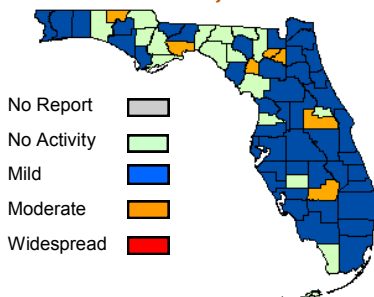 No Report
No Activity
Mild
Moderate
Widespread